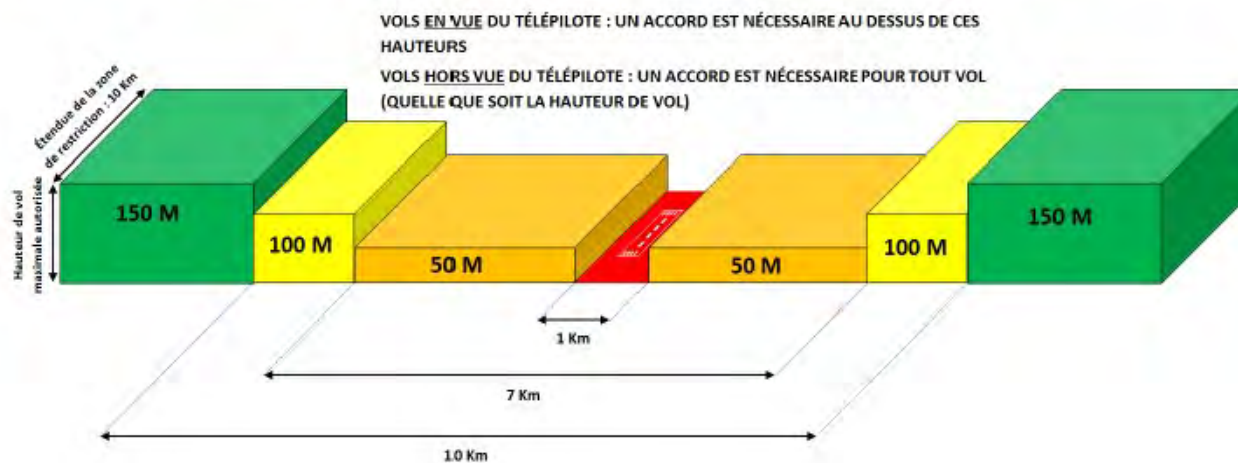 VOLS EN VUE DU TÉLÉPILOTE : UN ACCORD EST NÉCESSAIRE AU DESSUS DE CES
HAUTEURS
VOLS HORS VUE DU TÉLÉPILOTE : UN ACCORD EST NÉCESSAIRE POUR TOUT VOL
(QUELLE QUE SOIT LA HAUTEUR DE VOL)
Étendue de la zone
de restriction : 10 Km
Hauteur de vol
maximale autorisée
150 M
100 M
50 M
50 M
100 M
150 M
1 Km
7 Km
10 Km